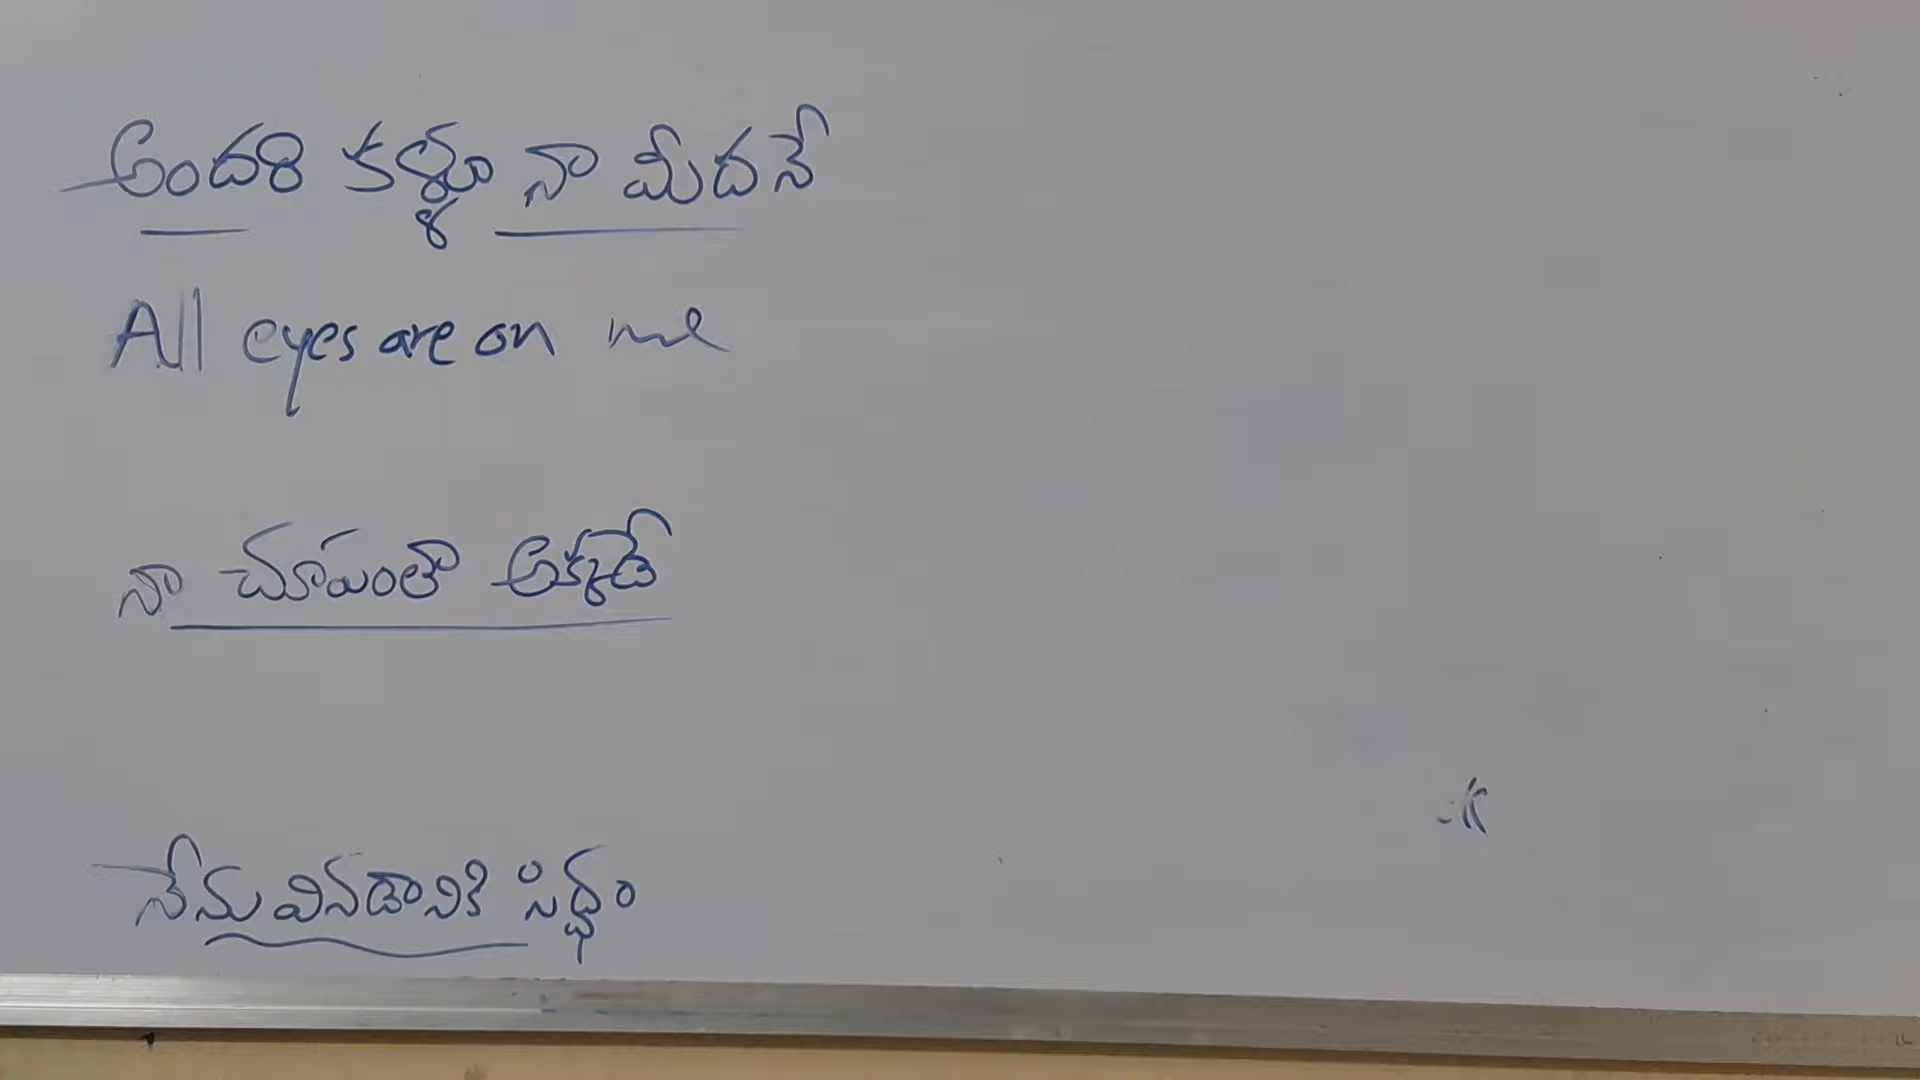 అందరి కళ్ళూ నా మీదనే
All eyes are on me
నా చూపంతా అక్కడే
నేను వినడానికి సిద్ధం